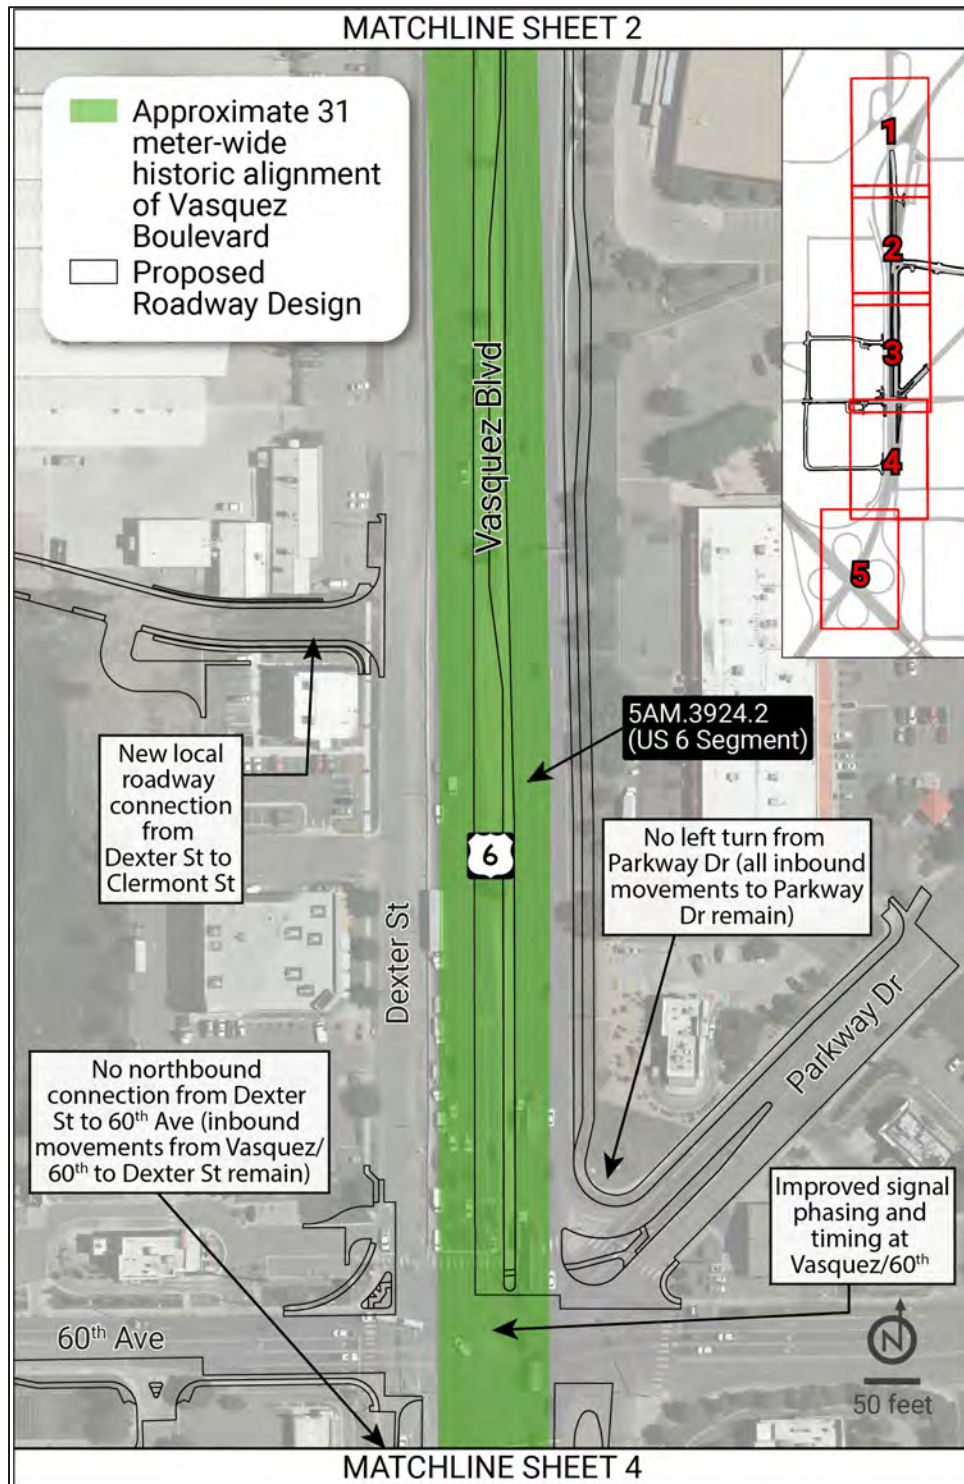 MATCHLINE SHEET 2
Approximate 31
meter-wide
historic alignment
of Vasquez
Boulevard
Proposed
Roadway Design
1
2
3
4
5
Vasquez Blvd
5AM.3924.2
(US 6 Segment)
New local
roadway
connection
from
Dexter St to
Clermont St
6
No left turn from
Parkway Dr (all inbound
movements to Parkway
Dr remain)
Dexter St
Parkway Dr
No northbound
connection from Dexter
St to 60th Ave (inbound
movements from Vasquez/
60th to Dexter St remain)
Improved signal
phasing and
timing at
Vasquez/60th
60th Ave
N
50 feet
MATCHLINE SHEET 4